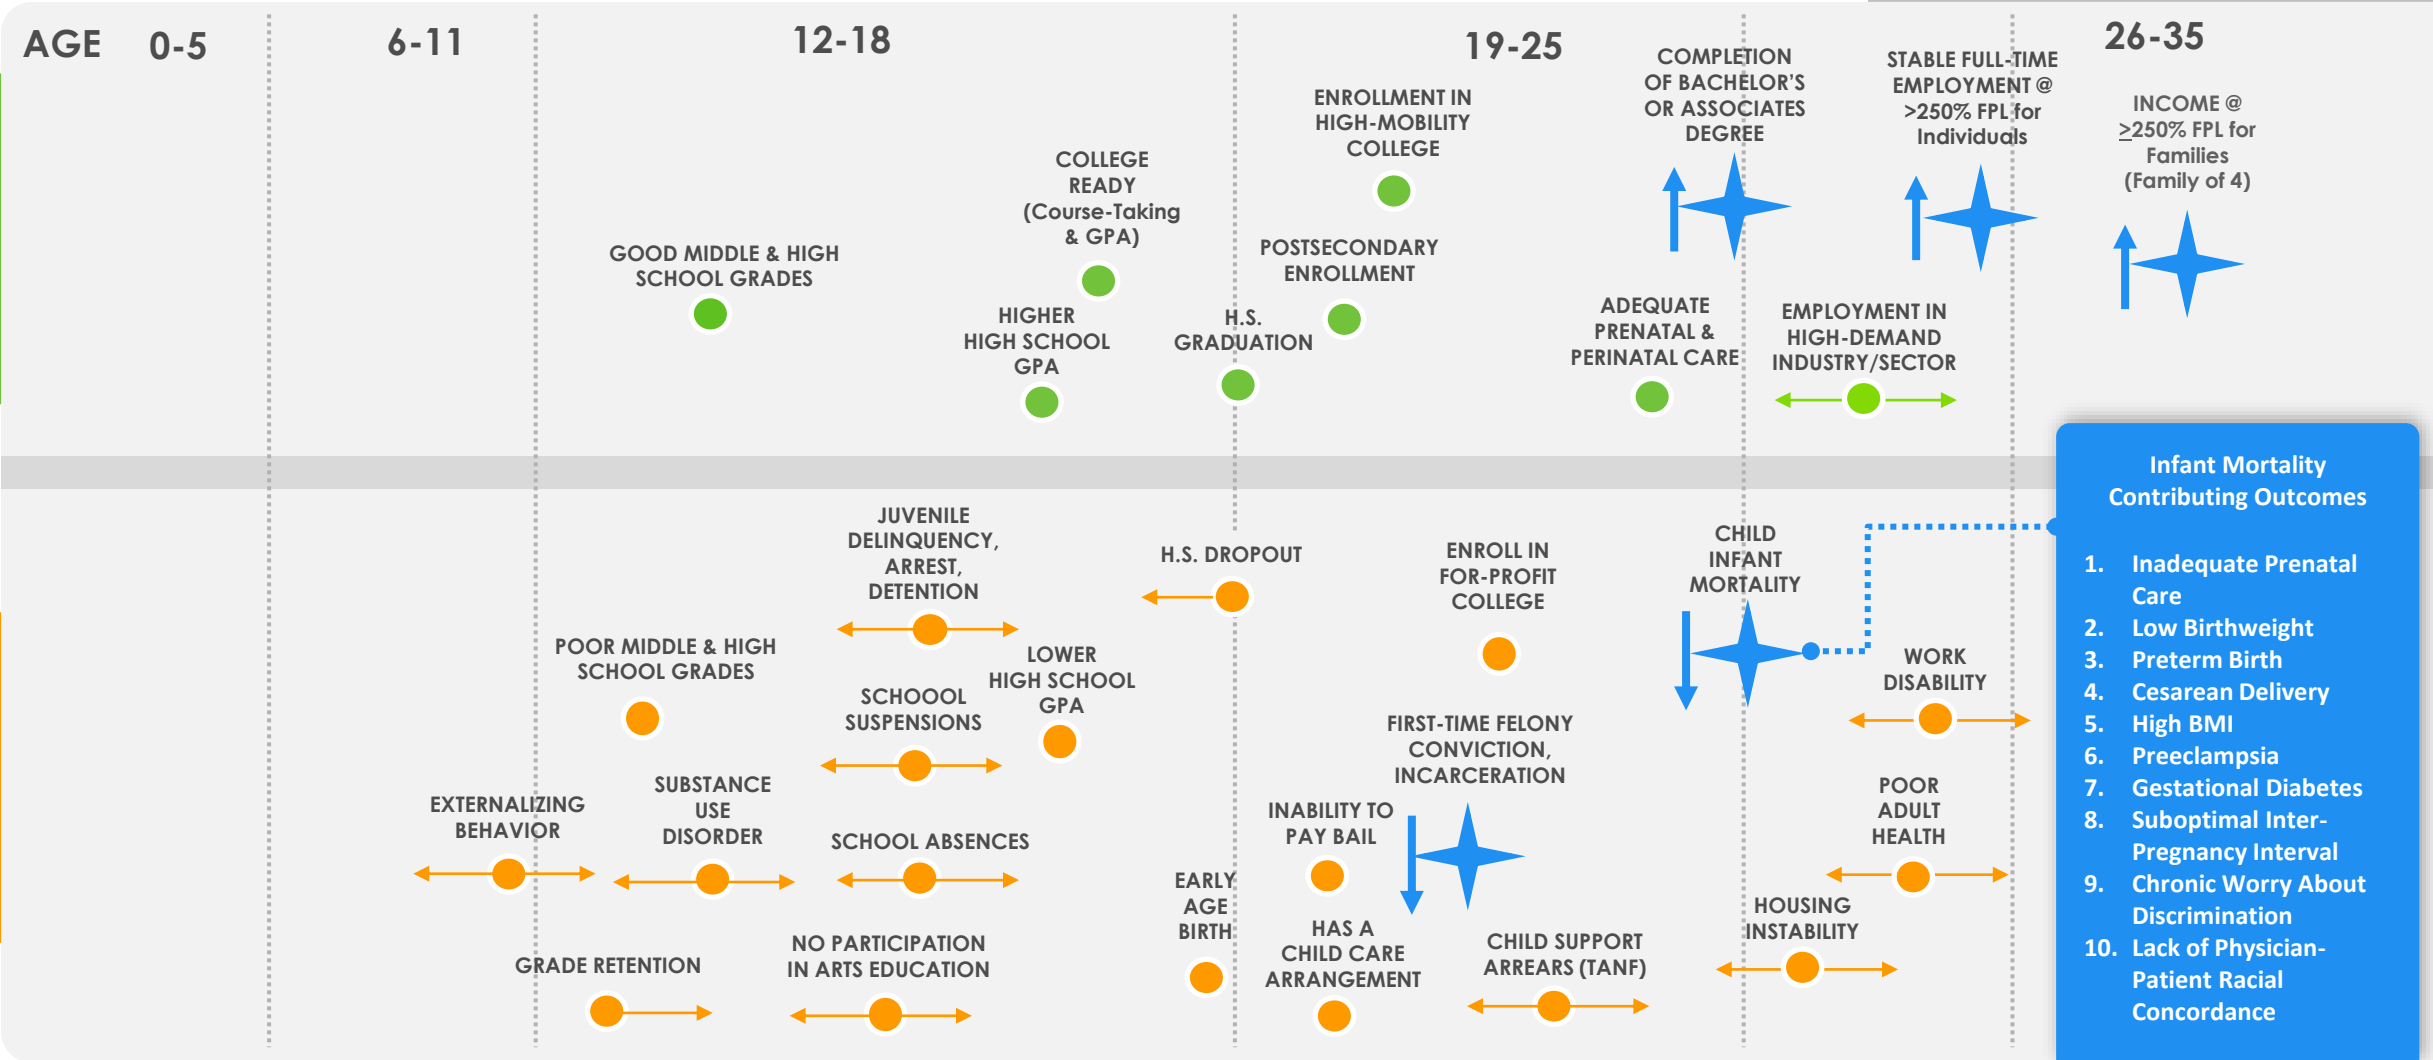 AGE
0-5
6-11
12-18
19-25
26-35
COMPLETION
OF BACHELOR'S
OR ASSOCIATES
DEGREE
STABLE FULL-TIME
EMPLOYMENT @
>250% FPL for
Individuals
INCOME @
≥250% FPL for
Families
(Family of 4)
ENROLLMENT IN
HIGH-MOBILITY
COLLEGE
COLLEGE
READY
(Course-Taking
& GPA)
GOOD MIDDLE & HIGH
SCHOOL GRADES
POSTSECONDARY
ENROLLMENT
HIGHER
HIGH SCHOOL
GPA
H.S.
GRADUATION
ADEQUATE
PRENATAL &
PERINATAL CARE
EMPLOYMENT IN
HIGH-DEMAND
INDUSTRY/SECTOR
JUVENILE
DELINQUENCY,
ARREST,
DETENTION
H.S. DROPOUT
ENROLL IN
FOR-PROFIT
COLLEGE
CHILD
INFANT
MORTALITY
POOR MIDDLE & HIGH
SCHOOL GRADES
LOWER
HIGH SCHOOL
GPA
SCHOOOL
SUSPENSIONS
FIRST-TIME FELONY
CONVICTION,
INCARCERATION
WORK
DISABILITY
EXTERNALIZING
BEHAVIOR
SUBSTANCE
USE
DISORDER
SCHOOL ABSENCES
INABILITY TO
PAY BAIL
POOR
ADULT
HEALTH
EARLY
AGE
BIRTH
HAS A
CHILD CARE
ARRANGEMENT
HOUSING
INSTABILITY
GRADE RETENTION
NO PARTICIPATION
IN ARTS EDUCATION
CHILD SUPPORT
ARREARS (TANF)
Infant Mortality
Contributing Outcomes
1. Inadequate Prenatal
Care
2. Low Birthweight
3. Preterm Birth
4. Cesarean Delivery
5. High BMI
6. Preeclampsia
7. Gestational Diabetes
8. Suboptimal Inter-
Pregnancy Interval
9. Chronic Worry About
Discrimination
10. Lack of Physician-
Patient Racial
Concordance